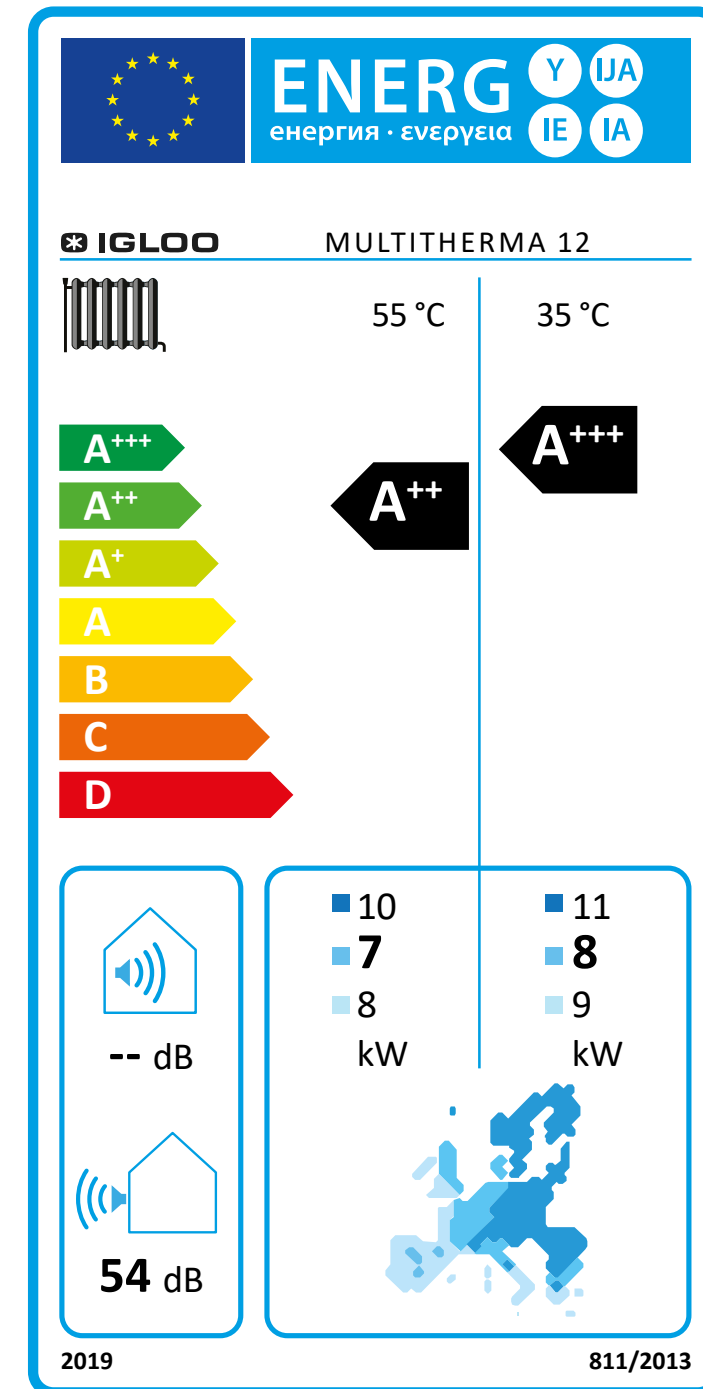 ENERG
енергия · ενεργεια
Y IJA
IE IA
IGLOO MULTITHERMA 12
55 °C 35 °C
A+++
A++
A+
A
B
C
D
A++
A+++
-- dB
54 dB
10
7
8
kW
11
8
9
kW
2019 811/2013